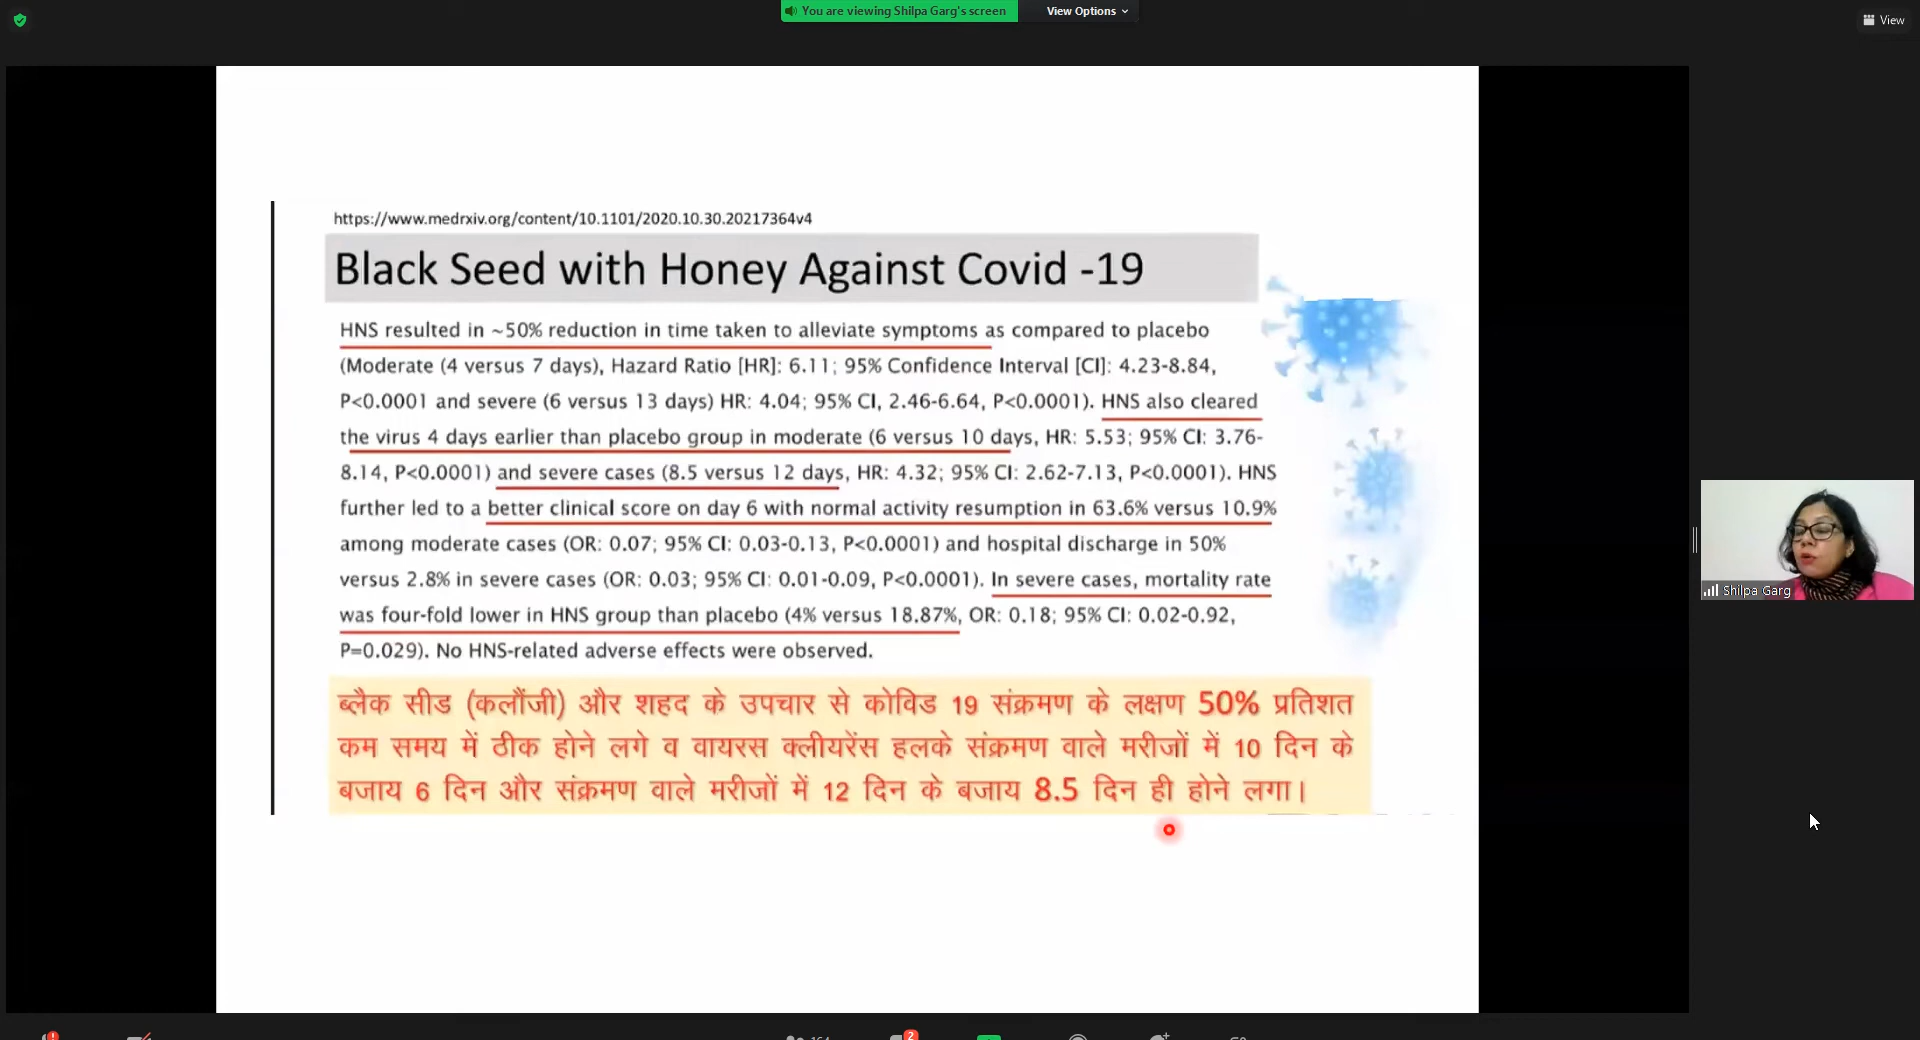 You are viewing Shilpa Garg's screen
View Options
View
https://www.medrxiv.org/content/10.1101/2020.10.30.20217364v4
Black Seed with Honey Against Covid -19
HNS resulted in ~50% reduction in time taken to alleviate symptoms as compared to placebo
(Moderate (4 versus 7 days), Hazard Ratio [HR]: 6.11; 95% Confidence Interval [CI]: 4.23-8.84,
P<0.0001 and severe (6 versus 13 days) HR: 4.04; 95% CI, 2.46-6.64, P<0.0001). HNS also cleared
the virus 4 days earlier than placebo group in moderate (6 versus 10 days, HR: 5.53; 95% CI: 3.76-
8.14, P<0.0001) and severe cases (8.5 versus 12 days, HR: 4.32; 95% CI: 2.62-7.13, P<0.0001). HNS
further led to a better clinical score on day 6 with normal activity resumption in 63.6% versus 10.9%
among moderate cases (OR: 0.07; 95% CI: 0.03-0.13, P<0.0001) and hospital discharge in 50%
versus 2.8% in severe cases (OR: 0.03; 95% CI: 0.01-0.09, P<0.0001). In severe cases, mortality rate
was four-fold lower in HNS group than placebo (4% versus 18.87%, OR: 0.18; 95% CI: 0.02-0.92,
P=0.029). No HNS-related adverse effects were observed.
ब्लैक सीड (कलौंजी) और शहद के उपचार से कोविड 19 संक्रमण के लक्षण 50% प्रतिशत
कम समय में ठीक होने लगे व वायरस क्लीयरेंस हलके संक्रमण वाले मरीजों में 10 दिन के
बजाय 6 दिन और संक्रमण वाले मरीजों में 12 दिन के बजाय 8.5 दिन ही होने लगा।
Shilpa Garg
2